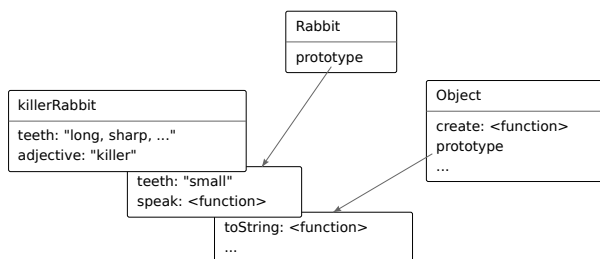 Rabbit
prototype
killerRabbit
teeth: "long, sharp, ..."
adjective: "killer"
Object
create: <function>
prototype
...
teeth: "small"
speak: <function>
toString: <function>
...